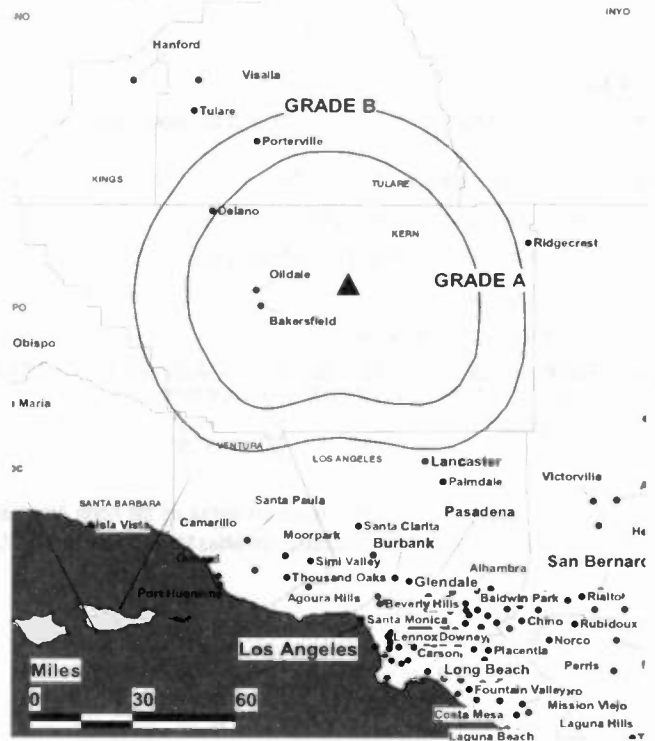 NO
INYO
Hanford
Visalia
Tulare
GRADE B
Porterville
KINGS
TULARE
Delano
KERN
Ridgecrest
Oildale
GRADE A
Bakersfield
PO
Obispo
Maria
VENTURA
LOS ANGELES
Lancaster
Palmdale
Victorville
SANTA BARBARA
Santa Paula
Pasadena
Isla Vista
Camarillo
Santa Clarita
Moorpark
Burbank
He
Simi Valley
San Bernard
Alhambra
Thousand Oaks
Glendale
Port Hueneme
Agoura Hills
Baldwin Park
Rialto
Beverly Hills
Santa Monica
Chino
Rubidoux
Los Angeles
Lennox
Downey
Norco
Carson
Placentia
Miles
Long Beach
Perris
0 30 60
Fountain Valley
Mission Viejo
Costa Mesa
Laguna Hills
Laguna Beach